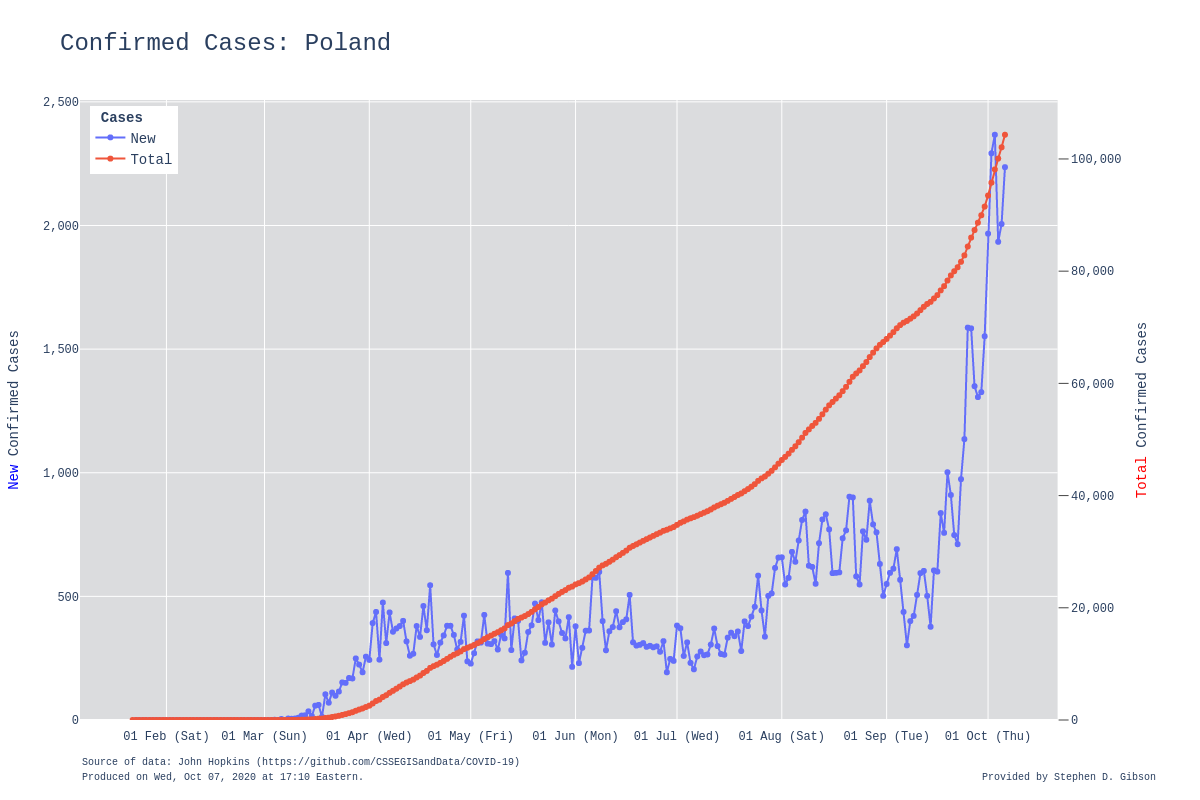 Confirmed Cases: Poland
Cases
New
Total
2,500
2,000
1,500
1,000
500
0
100,000
80,000
60,000
40,000
20,000
0
New Confirmed Cases
Total Confirmed Cases
01 Feb (Sat) 01 Mar (Sun) 01 Apr (Wed) 01 May (Fri) 01 Jun (Mon) 01 Jul (Wed) 01 Aug (Sat) 01 Sep (Tue) 01 Oct (Thu)
Source of data: John Hopkins (https://github.com/CSSEGISandData/COVID-19)
Produced on Wed, Oct 07, 2020 at 17:10 Eastern.
Provided by Stephen D. Gibson